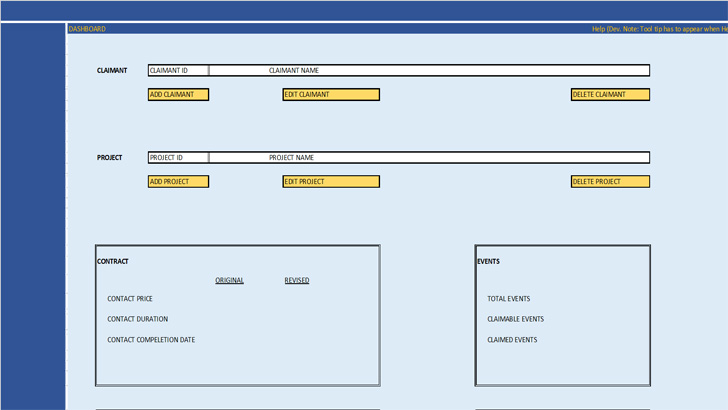 DASHBOARD Help (Dev. Note: Tool tip has to appear when He
CLAIMANT CLAIMANT ID CLAIMANT NAME
ADD CLAIMANT EDIT CLAIMANT DELETE CLAIMANT
PROJECT PROJECT ID PROJECT NAME
ADD PROJECT EDIT PROJECT DELETE PROJECT
CONTRACT EVENTS
ORIGINAL REVISED
CONTACT PRICE TOTAL EVENTS
CONTACT DURATION CLAIMABLE EVENTS
CONTACT COMPELETION DATE CLAIMED EVENTS